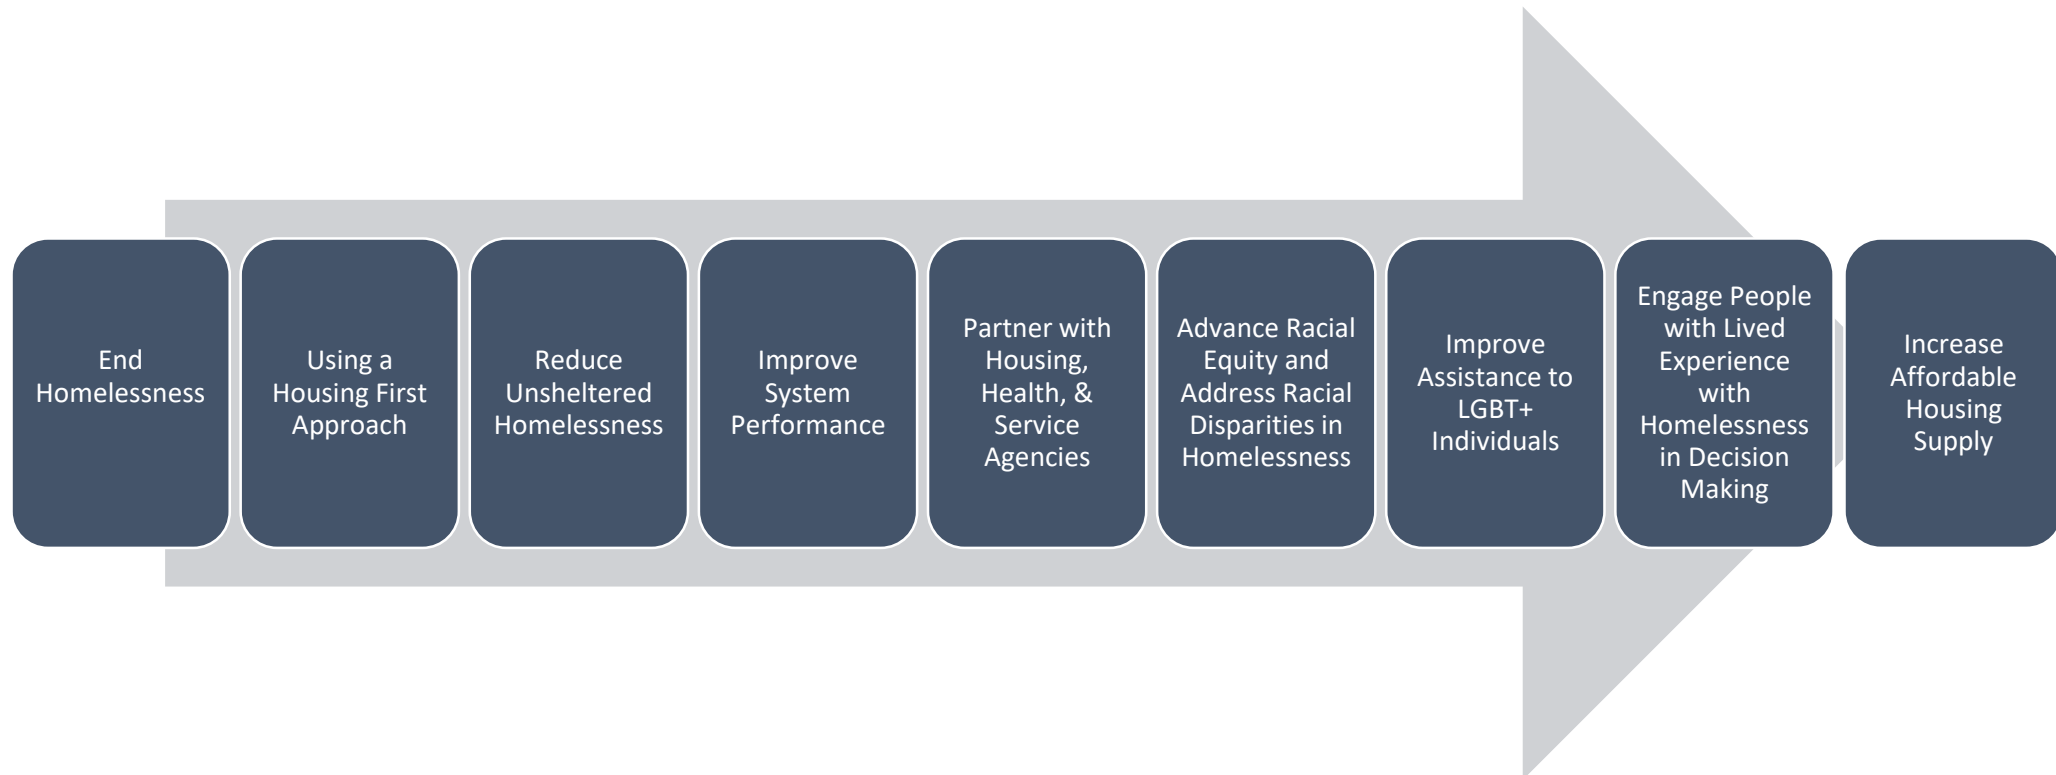 End
Homelessness
Using a
Housing First
Approach
Reduce
Unsheltered
Homelessness
Improve
System
Performance
Partner with
Housing,
Health, &
Service
Agencies
Advance Racial
Equity and
Address Racial
Disparities in
Homelessness
Improve
Assistance to
LGBT+
Individuals
Engage People
with Lived
Experience
with
Homelessness
in Decision
Making
Increase
Affordable
Housing
Supply